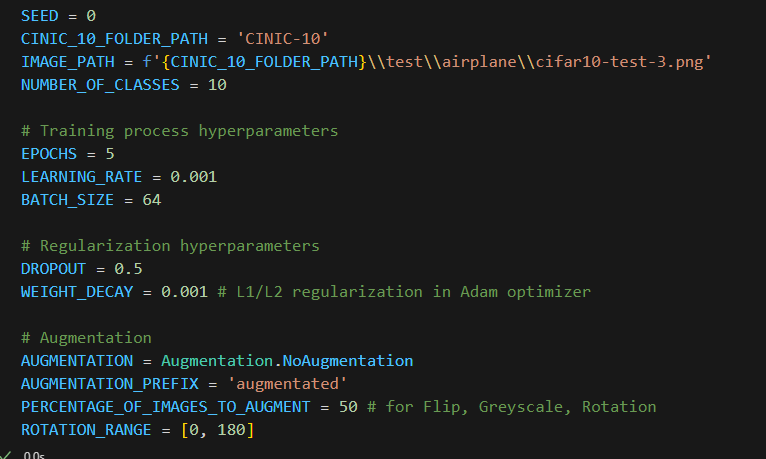 SEED = 0
CINIC_10_FOLDER_PATH = 'CINIC-10'
IMAGE_PATH = f'{CINIC_10_FOLDER_PATH}\\test\\airplane\\cifar10-test-3.png'
NUMBER_OF_CLASSES = 10
# Training process hyperparameters
EPOCHS = 5
LEARNING_RATE = 0.001
BATCH_SIZE = 64
# Regularization hyperparameters
DROPOUT = 0.5
WEIGHT_DECAY = 0.001 # L1/L2 regularization in Adam optimizer
# Augmentation
AUGMENTATION = Augmentation.NoAugmentation
AUGMENTATION_PREFIX = 'augmentated'
PERCENTAGE_OF_IMAGES_TO_AUGMENT = 50 # for Flip, Greyscale, Rotation
ROTATION_RANGE = [0, 180]
0.0s